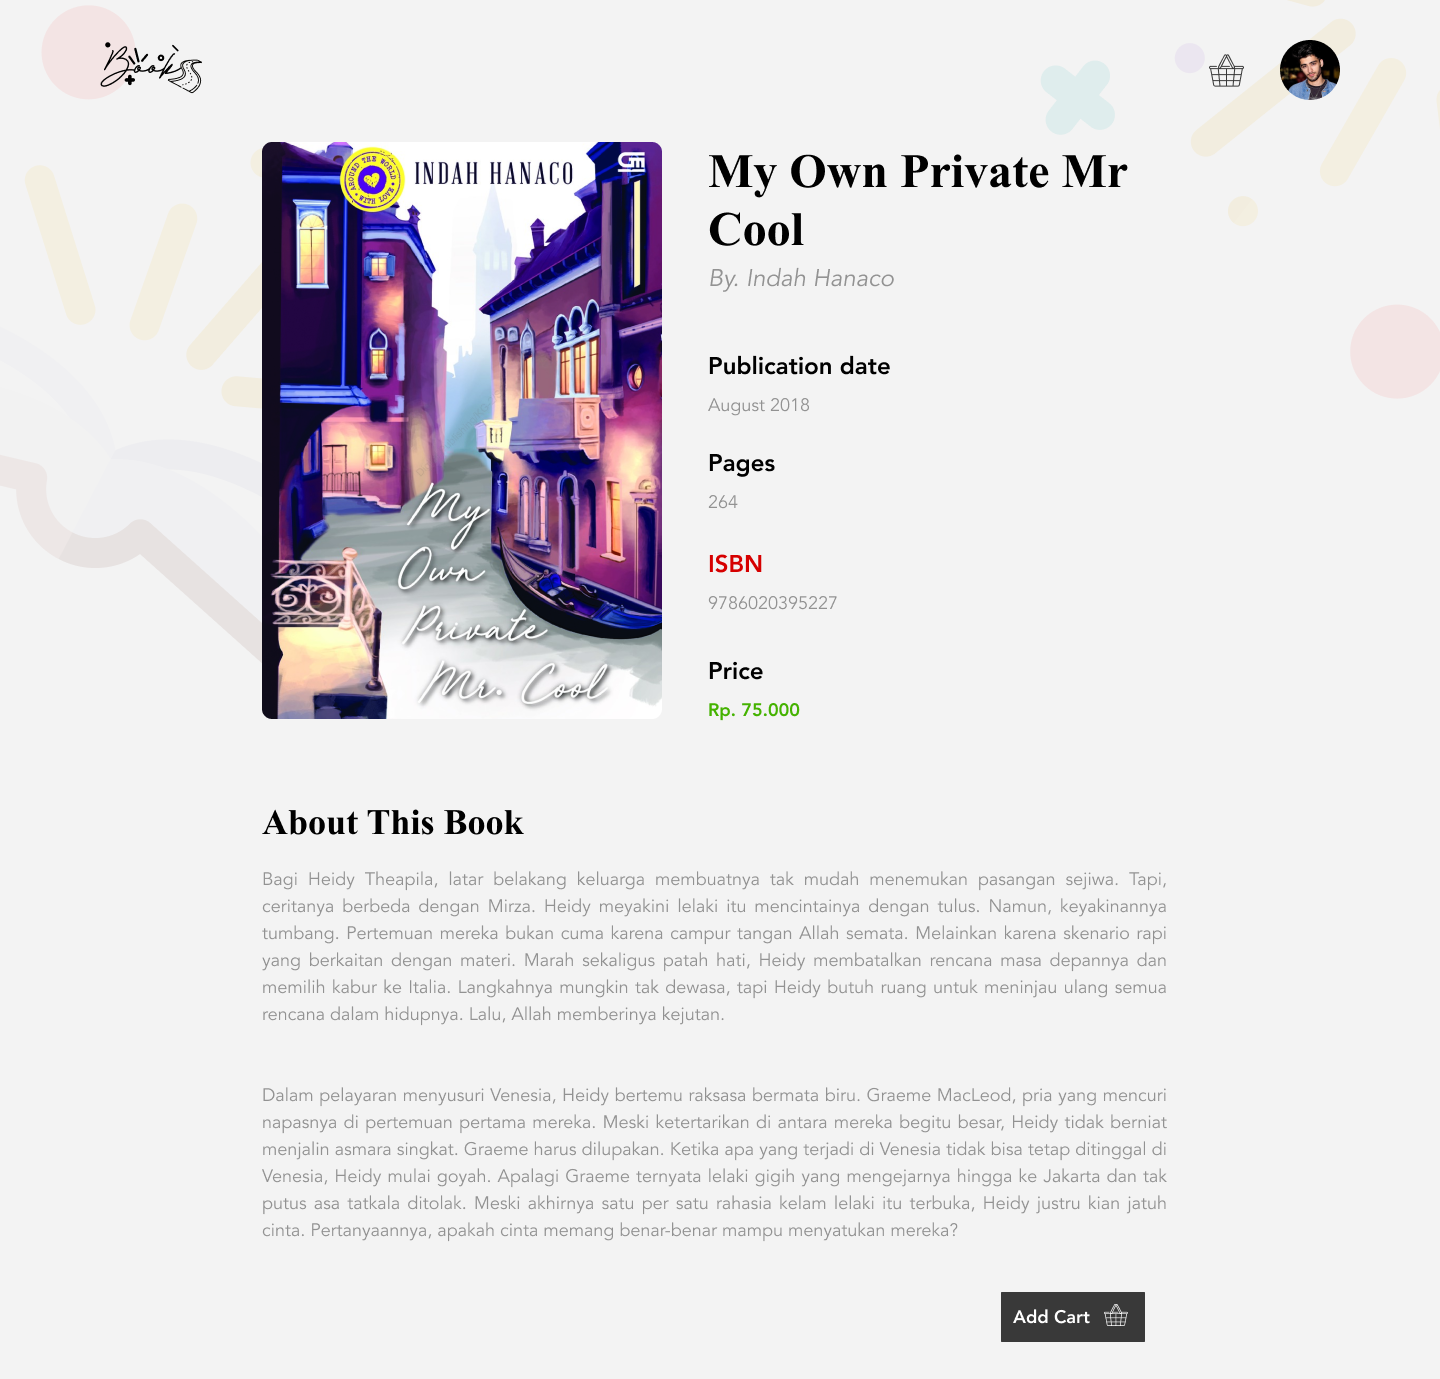 Bookss
INDAH HANACO
GM
AROUND THE WORLD
WITH LOVE
My
Own
Private
Mr. Cool
My Own Private Mr
Cool
By. Indah Hanaco
Publication date
August 2018
Pages
264
ISBN
9786020395227
Price
Rp. 75.000
About This Book
Bagi Heidy Theapila, latar belakang keluarga membuatnya tak mudah menemukan pasangan sejiwa. Tapi,
ceritanya berbeda dengan Mirza. Heidy meyakini lelaki itu mencintainya dengan tulus. Namun, keyakinannya
tumbang. Pertemuan mereka bukan cuma karena campur tangan Allah semata. Melainkan karena skenario rapi
yang berkaitan dengan materi. Marah sekaligus patah hati, Heidy membatalkan rencana masa depannya dan
memilih kabur ke Italia. Langkahnya mungkin tak dewasa, tapi Heidy butuh ruang untuk meninjau ulang semua
rencana dalam hidupnya. Lalu, Allah memberinya kejutan.
Dalam pelayaran menyusuri Venesia, Heidy bertemu raksasa bermata biru. Graeme MacLeod, pria yang mencuri
napasnya di pertemuan pertama mereka. Meski ketertarikan di antara mereka begitu besar, Heidy tidak berniat
menjalin asmara singkat. Graeme harus dilupakan. Ketika apa yang terjadi di Venesia tidak bisa tetap ditinggal di
Venesia, Heidy mulai goyah. Apalagi Graeme ternyata lelaki gigih yang mengejarnya hingga ke Jakarta dan tak
putus asa tatkala ditolak. Meski akhirnya satu per satu rahasia kelam lelaki itu terbuka, Heidy justru kian jatuh
cinta. Pertanyaannya, apakah cinta memang benar-benar mampu menyatukan mereka?
Add Cart